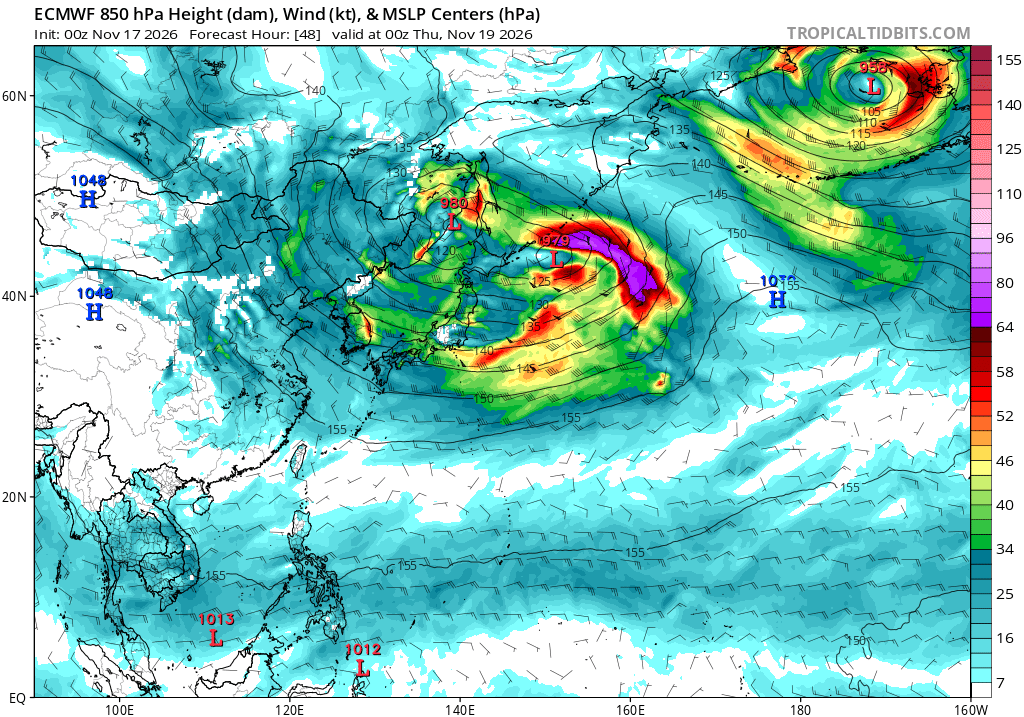 ECMWF 850 hPa Height (dam), Wind (kt), & MSLP Centers (hPa)
Init: 00z Nov 17 2026 Forecast Hour: [48] valid at 00z Thu, Nov 19 2026
TROPICALTIDBITS.COM
155
140
125
110
96
80
64
58
52
46
40
34
25
16
7
60N
40N
20N
EQ
100E
120E
140E
160E
180
160W
L
125
140
105
110
115
120
135
135
130
140
145
150
1048
H
980
L
979
L
120
125
130
135
140
145
150
155
155
1048
H
H
155
155
155
155
155
150
1013
L
1012
L